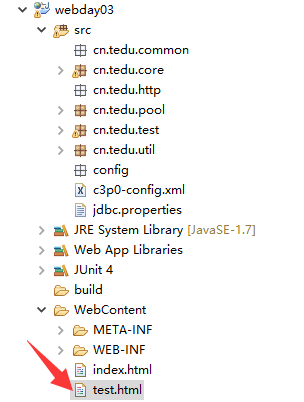 webday03
src
cn.tedu.common
cn.tedu.core
cn.tedu.http
cn.tedu.pool
cn.tedu.test
cn.tedu.util
config
c3p0-config.xml
jdbc.properties
JRE System Library [JavaSE-1.7]
Web App Libraries
JUnit 4
build
WebContent
META-INF
WEB-INF
index.html
test.html